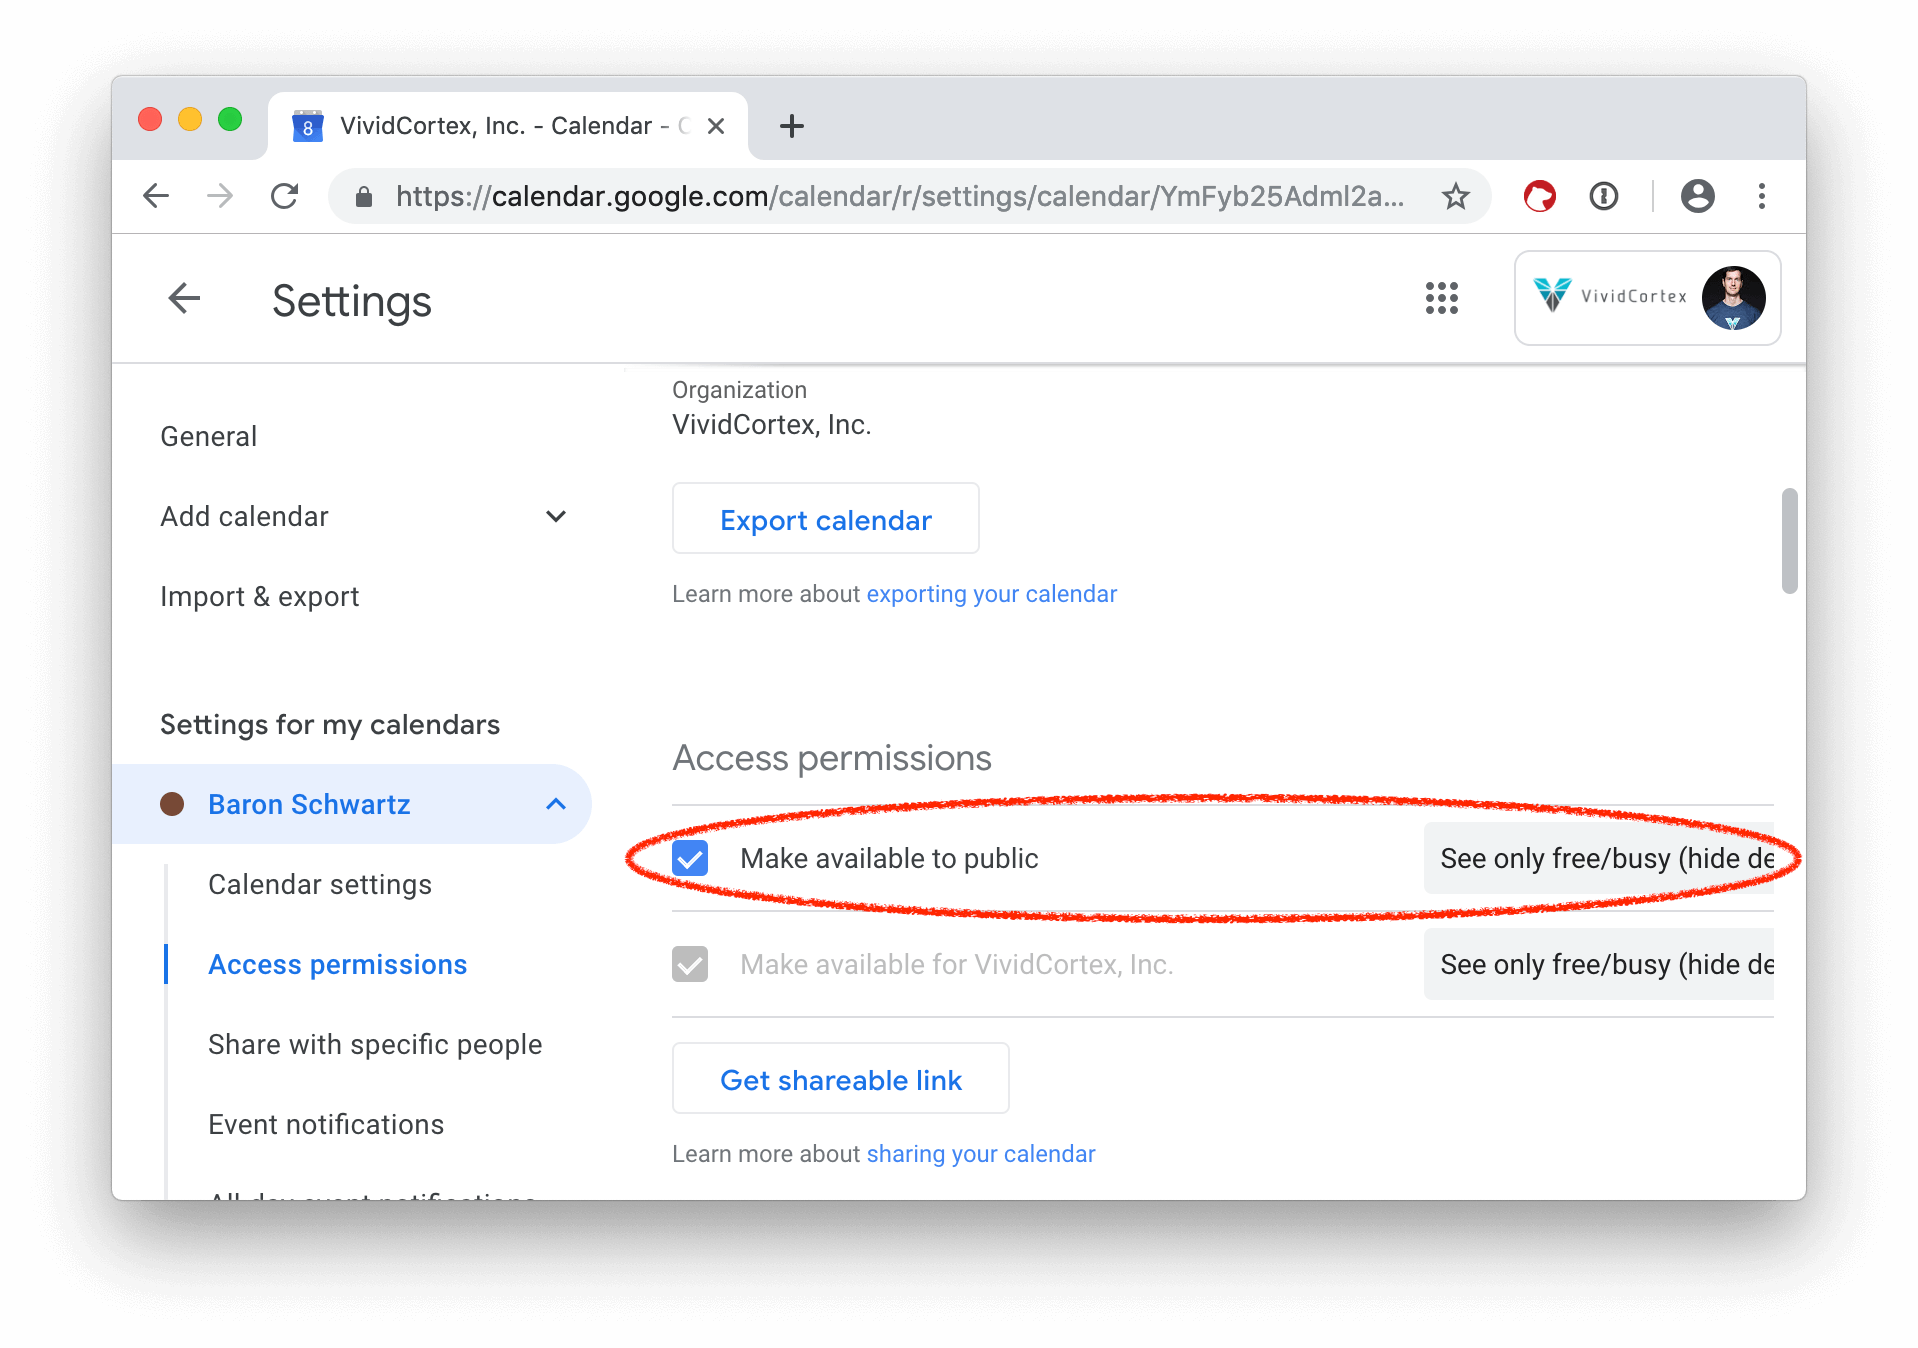 8 VividCortex, Inc. - Calendar -
https://calendar.google.com/calendar/r/settings/calendar/YmFyb25Adml2a...
Settings
VividCortex
Organization
VividCortex, Inc.
General
Add calendar
Import & export
Export calendar
Learn more about exporting your calendar
Settings for my calendars
Baron Schwartz
Calendar settings
Access permissions
Share with specific people
Event notifications
All-day event notifications
Access permissions
Make available to public
See only free/busy (hide de
Make available for VividCortex, Inc.
See only free/busy (hide de
Get shareable link
Learn more about sharing your calendar